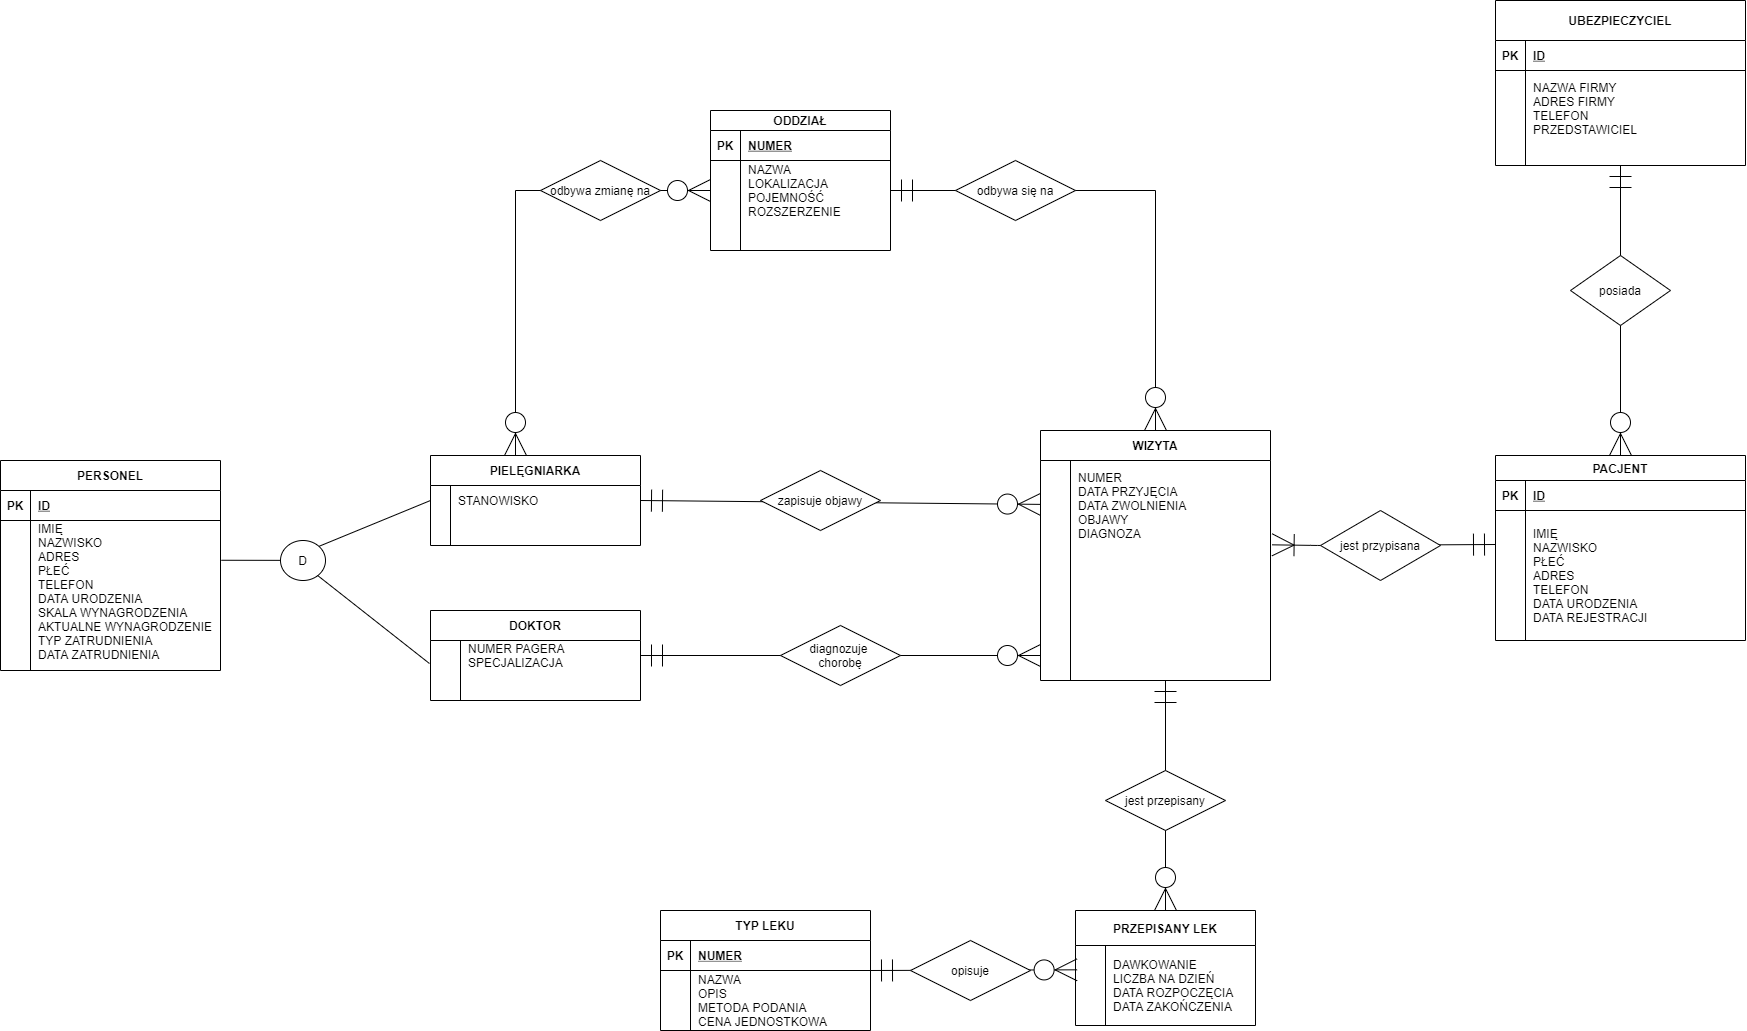 UBEZPIECZYCIEL
PK ID
NAZWA FIRMY
ADRES FIRMY
TELEFON
PRZEDSTAWICIEL
ODDZIAŁ
PK NUMER
NAZWA
LOKALIZACJA
POJEMNOŚĆ
ROZSZERZENIE
odbywa zmianę na
odbywa się na
posiada
PERSONEL
PK ID
IMIĘ
NAZWISKO
ADRES
PŁEĆ
TELEFON
DATA URODZENIA
SKALA WYNAGRODZENIA
AKTUALNE WYNAGRODZENIE
TYP ZATRUDNIENIA
DATA ZATRUDNIENIA
D
PIELĘGNIARKA
STANOWISKO
zapisuje objawy
DOKTOR
NUMER PAGERA
SPECJALIZACJA
diagnozuje
chorobę
WIZYTA
NUMER
DATA PRZYJĘCIA
DATA ZWOLNIENIA
OBJAWY
DIAGNOZA
jest przypisana
PACJENT
PK ID
IMIĘ
NAZWISKO
PŁEĆ
ADRES
TELEFON
DATA URODZENIA
DATA REJESTRACJI
jest przepisany
TYP LEKU
PK NUMER
NAZWA
OPIS
METODA PODANIA
CENA JEDNOSTKOWA
opisuje
PRZEPISANY LEK
DAWKOWANIE
LICZBA NA DZIEŃ
DATA ROZPOCZĘCIA
DATA ZAKOŃCZENIA